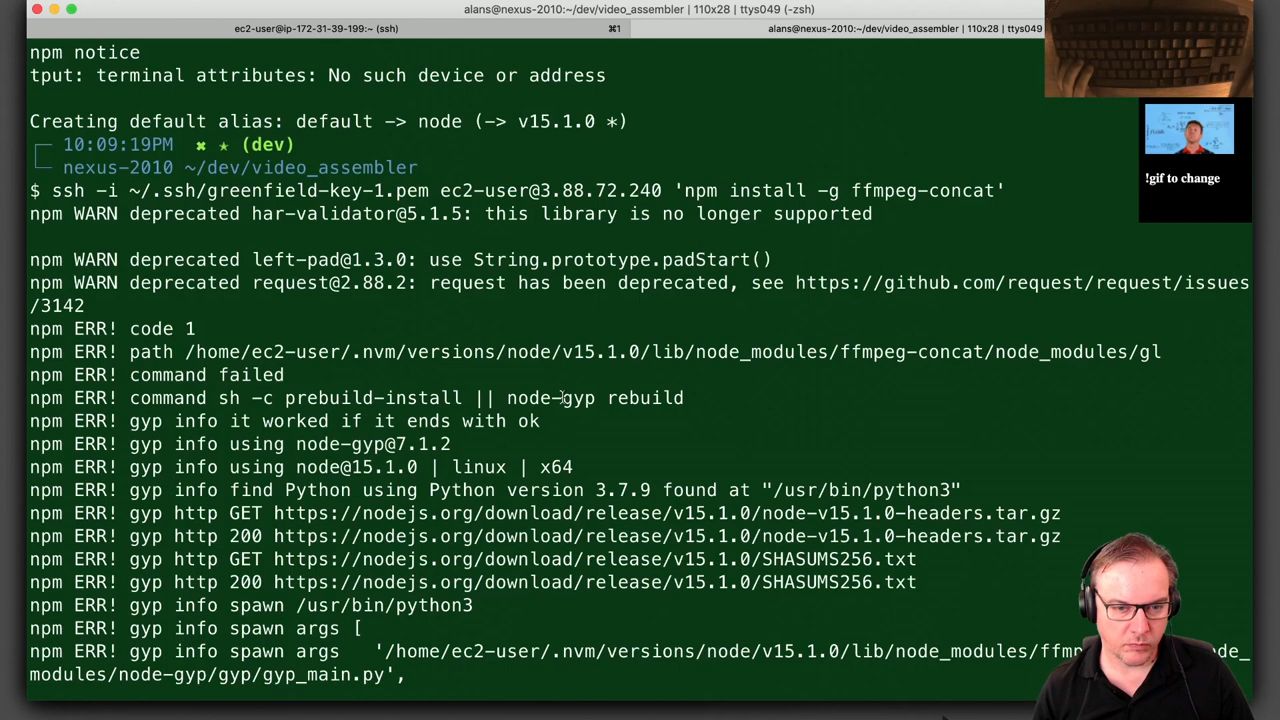 alans@nexus-2010:~/dev/video_assembler | 110x28 | ttys049 (-zsh)
ec2-user@ip-172-31-39-199:~ (ssh)
⌘1
alans@nexus-2010:~/dev/video_assembler | 110x28 | ttys049
npm notice
tput: terminal attributes: No such device or address
Creating default alias: default -> node (-> v15.1.0 *)
10:09:19PM ✖ ★ (dev)
nexus-2010 ~/dev/video_assembler
$ ssh -i ~/.ssh/greenfield-key-1.pem ec2-user@3.88.72.240 'npm install -g ffmpeg-concat'
npm WARN deprecated har-validator@5.1.5: this library is no longer supported
npm WARN deprecated left-pad@1.3.0: use String.prototype.padStart()
npm WARN deprecated request@2.88.2: request has been deprecated, see https://github.com/request/request/issues
/3142
npm ERR! code 1
npm ERR! path /home/ec2-user/.nvm/versions/node/v15.1.0/lib/node_modules/ffmpeg-concat/node_modules/gl
npm ERR! command failed
npm ERR! command sh -c prebuild-install || node-gyp rebuild
npm ERR! gyp info it worked if it ends with ok
npm ERR! gyp info using node-gyp@7.1.2
npm ERR! gyp info using node@15.1.0 | linux | x64
npm ERR! gyp info find Python using Python version 3.7.9 found at "/usr/bin/python3"
npm ERR! gyp http GET https://nodejs.org/download/release/v15.1.0/node-v15.1.0-headers.tar.gz
npm ERR! gyp http 200 https://nodejs.org/download/release/v15.1.0/node-v15.1.0-headers.tar.gz
npm ERR! gyp http GET https://nodejs.org/download/release/v15.1.0/SHASUMS256.txt
npm ERR! gyp http 200 https://nodejs.org/download/release/v15.1.0/SHASUMS256.txt
npm ERR! gyp info spawn /usr/bin/python3
npm ERR! gyp info spawn args [
npm ERR! gyp info spawn args   '/home/ec2-user/.nvm/versions/node/v15.1.0/lib/node_modules/ffm
modules/node-gyp/gyp/gyp_main.py',
!gif to change